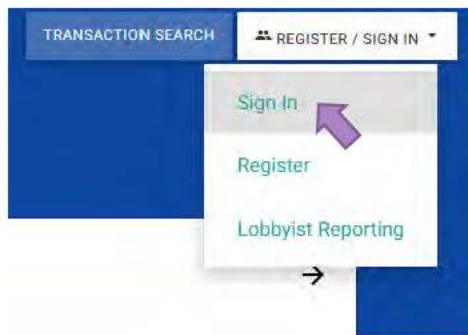 TRANSACTION SEARCH
REGISTER / SIGN IN
Sign In
Register
Lobbyist Reporting